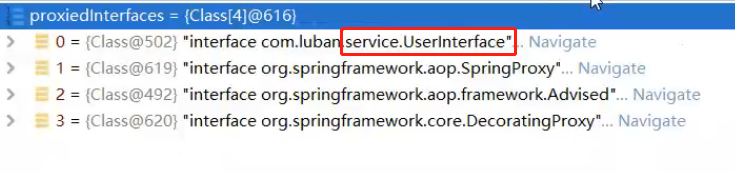 proxiedInterfaces = {Class[4]@616}
0 = {Class@502} "interface com.luban.service.UserInterface"... Navigate
1 = {Class@619} "interface org.springframework.aop.SpringProxy"... Navigate
2 = {Class@492} "interface org.springframework.aop.framework.Advised"... Navigate
3 = {Class@620} "interface org.springframework.core.DecoratingProxy"... Navigate